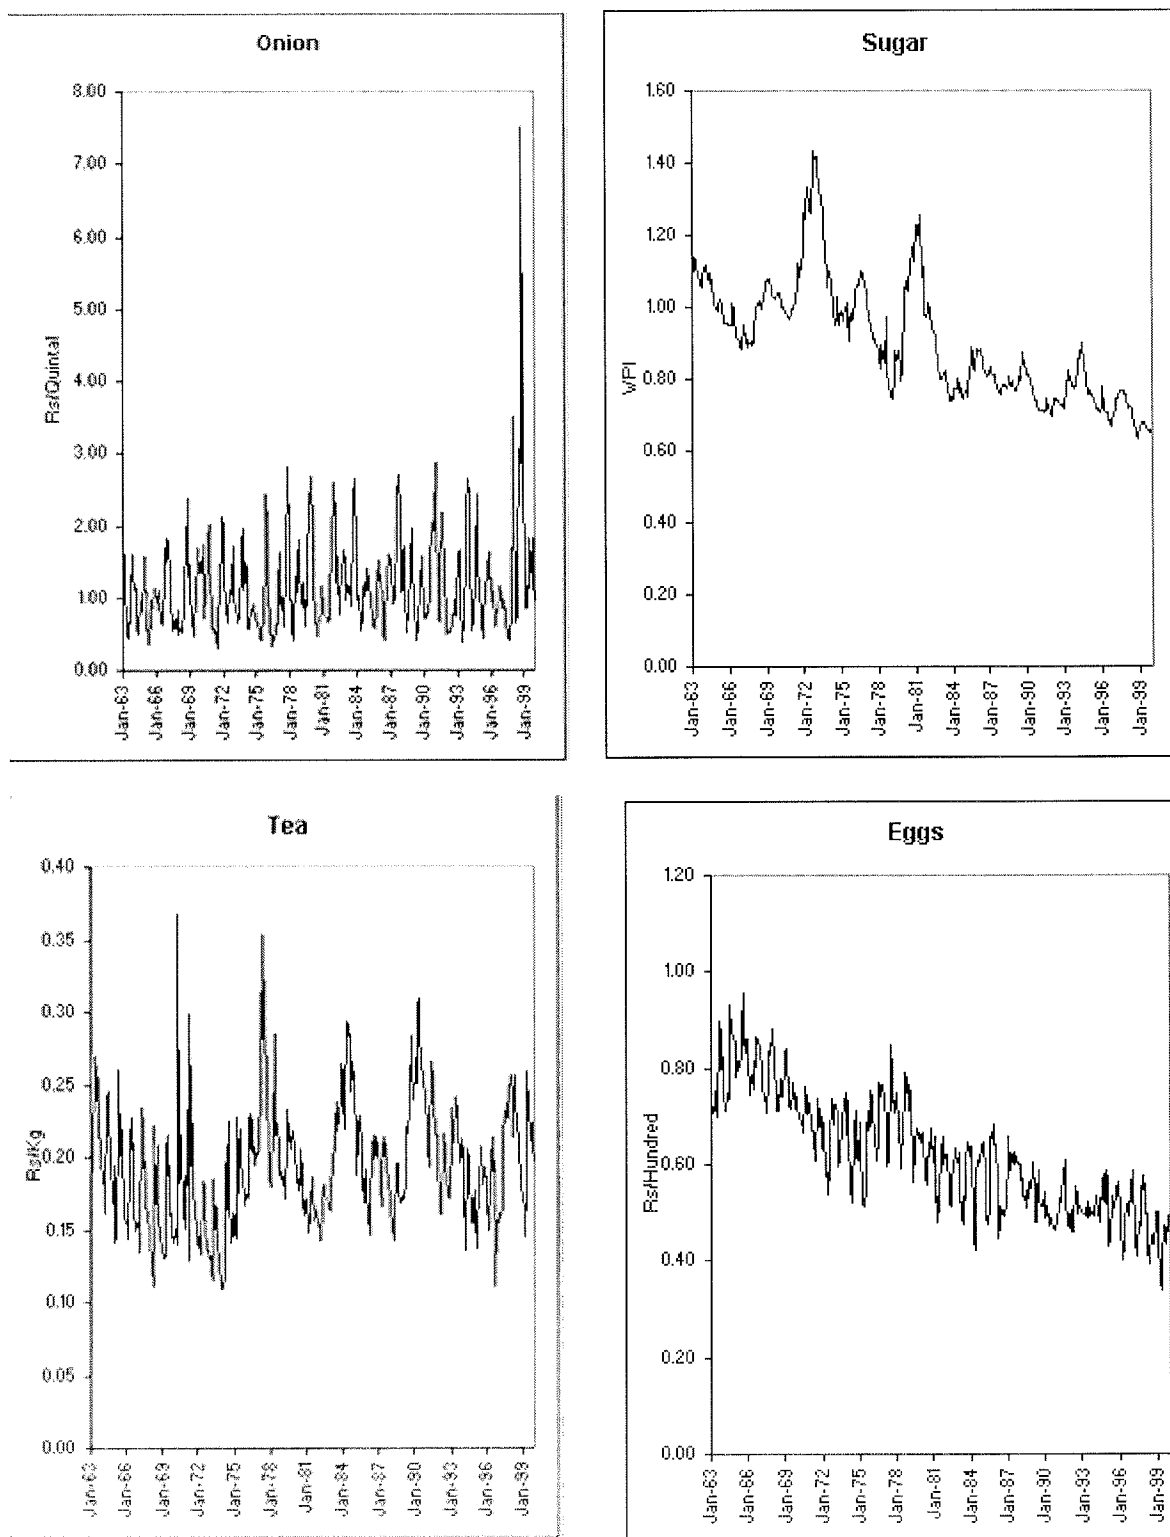 Onion
8.00
7.00
6.00
5.00
4.00
3.00
2.00
1.00
0.00
Rs/Quintal
Jan-63
Jan-66
Jan-69
Jan-72
Jan-75
Jan-78
Jan-81
Jan-84
Jan-87
Jan-90
Jan-93
Jan-96
Jan-99
Sugar
1.60
1.40
1.20
1.00
0.80
0.60
0.40
0.20
0.00
WPI
Jan-63
Jan-66
Jan-69
Jan-72
Jan-75
Jan-78
Jan-81
Jan-84
Jan-87
Jan-90
Jan-93
Jan-96
Jan-99
Tea
0.40
0.35
0.30
0.25
0.20
0.15
0.10
0.05
0.00
Rs/Kg
Jan-63
Jan-66
Jan-69
Jan-72
Jan-75
Jan-78
Jan-81
Jan-84
Jan-87
Jan-90
Jan-93
Jan-96
Jan-99
Eggs
1.20
1.00
0.80
0.60
0.40
0.20
0.00
Rs/Hundred
Jan-63
Jan-66
Jan-69
Jan-72
Jan-75
Jan-78
Jan-81
Jan-84
Jan-87
Jan-90
Jan-93
Jan-96
Jan-99